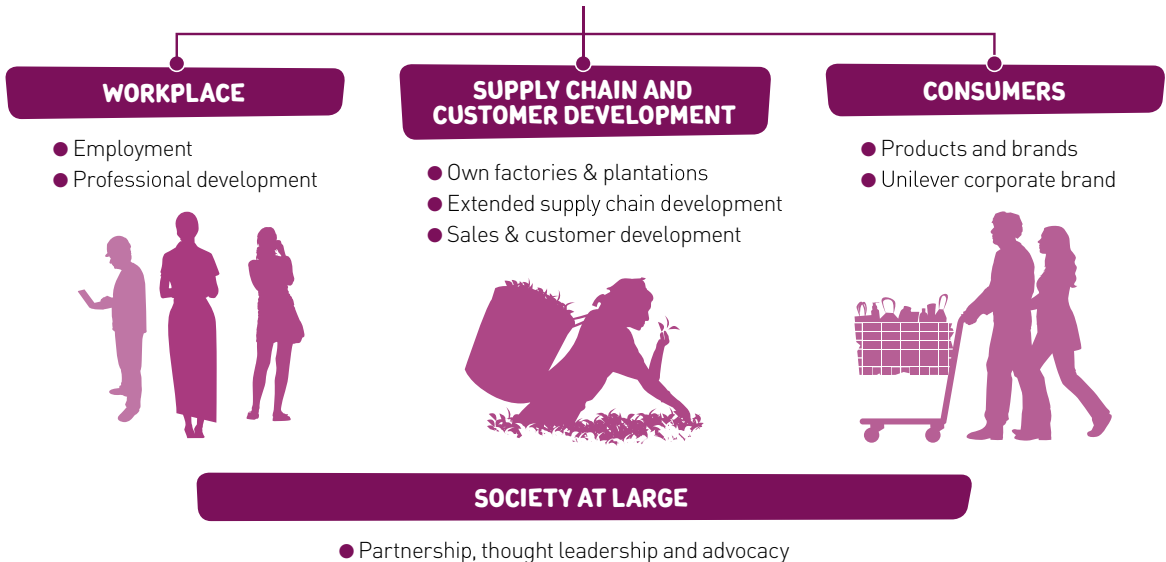 WORKPLACE
Employment
Professional development
SUPPLY CHAIN AND
CUSTOMER DEVELOPMENT
Own factories & plantations
Extended supply chain development
Sales & customer development
CONSUMERS
Products and brands
Unilever corporate brand
SOCIETY AT LARGE
Partnership, thought leadership and advocacy